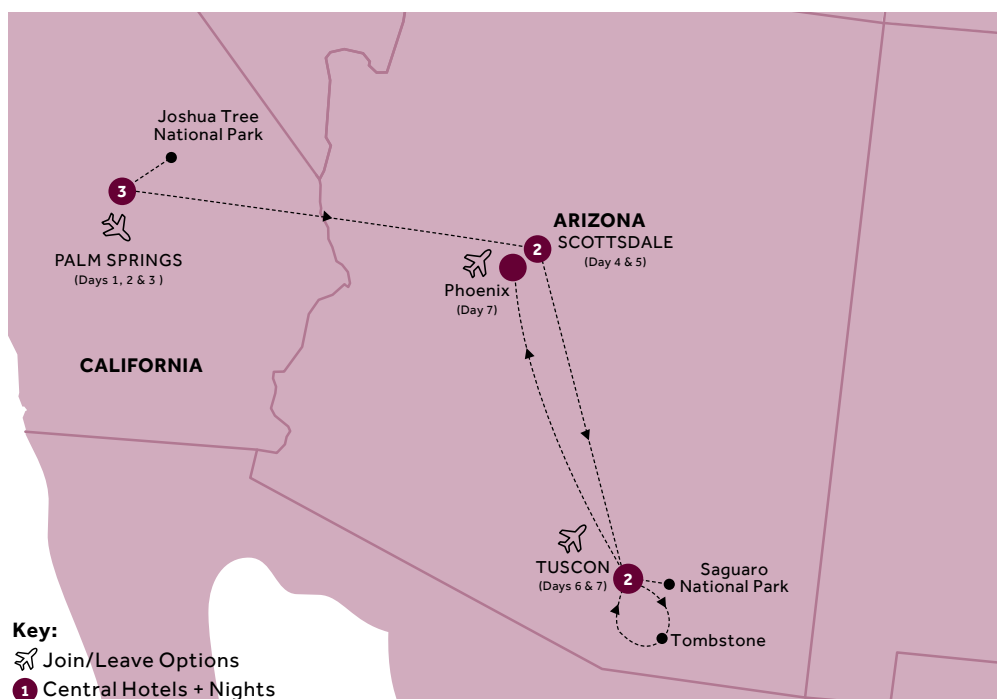 Joshua Tree
National Park
3
PALM SPRINGS
(Days 1, 2 & 3 )
CALIFORNIA
ARIZONA
2
SCOTTSDALE
(Day 4 & 5)
Phoenix
(Day 7)
TUSCON
(Days 6 & 7)
2
Saguaro
National Park
Tombstone
Key:
Join/Leave Options
1 Central Hotels + Nights